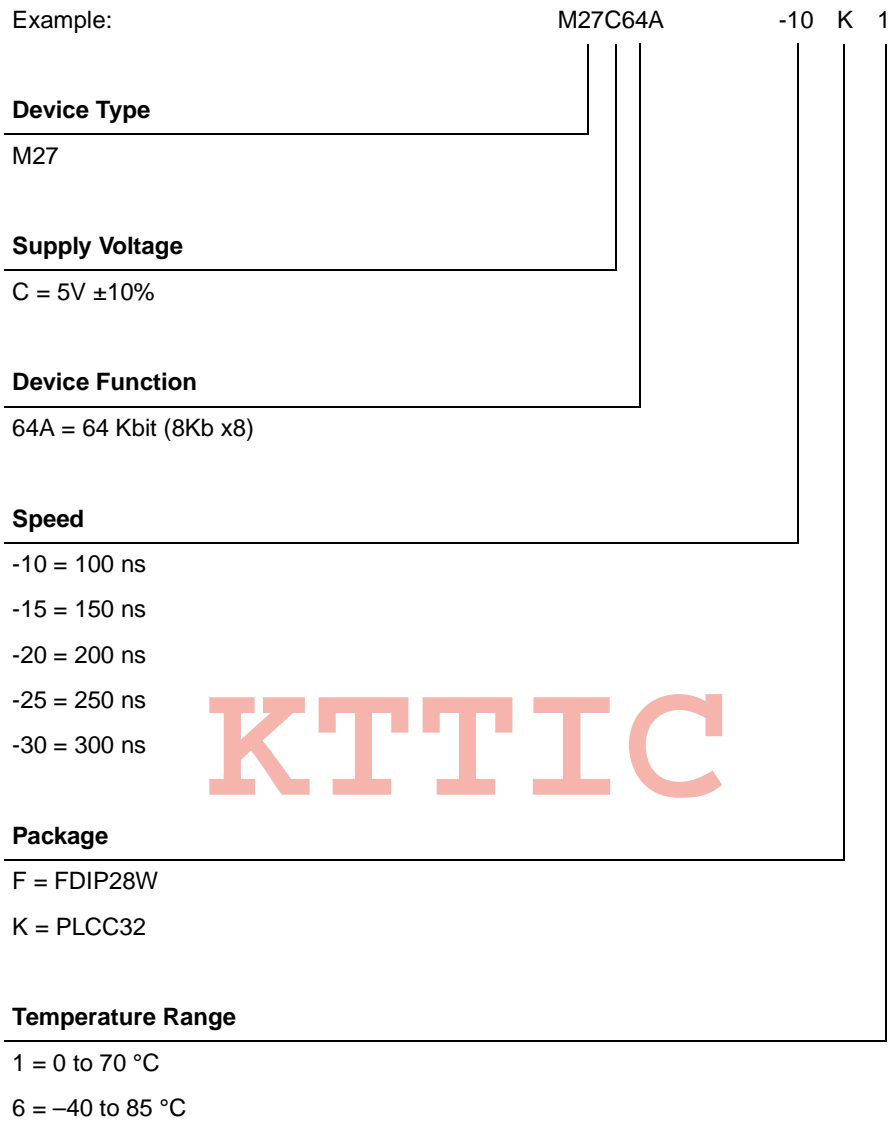 Example: M27C64A -10 K 1
Device Type
M27
Supply Voltage
C = 5V ±10%
Device Function
64A = 64 Kbit (8Kb x8)
Speed
-10 = 100 ns
-15 = 150 ns
-20 = 200 ns
-25 = 250 ns
-30 = 300 ns
KTTIC
Package
F = FDIP28W
K = PLCC32
Temperature Range
1 = 0 to 70 °C
6 = –40 to 85 °C